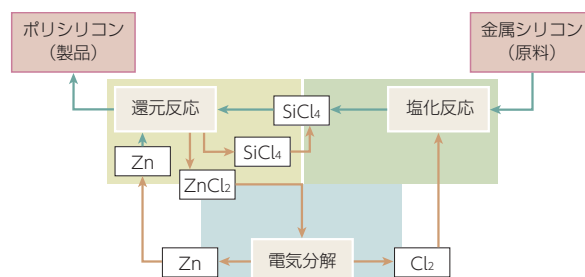 ポリシリコン
（製品）
金属シリコン
（原料）
還元反応
SiCl₄
塩化反応
SiCl₄
Zn
ZnCl₂
Zn
電気分解
Cl₂